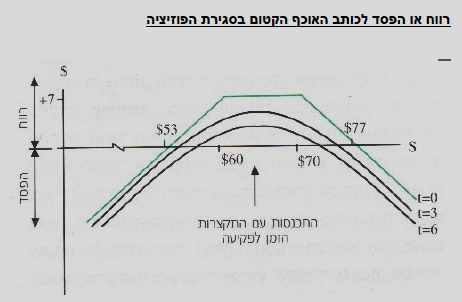 רווח או הפסד לכותב האוכף הקטום בסגירת הפוזיציה
$
+7
רווח
$53
$77
S
$60
$70
הפסד
t=0
t=3
t=6
התכנסות עם התקצרות
הזמן לפקיעה